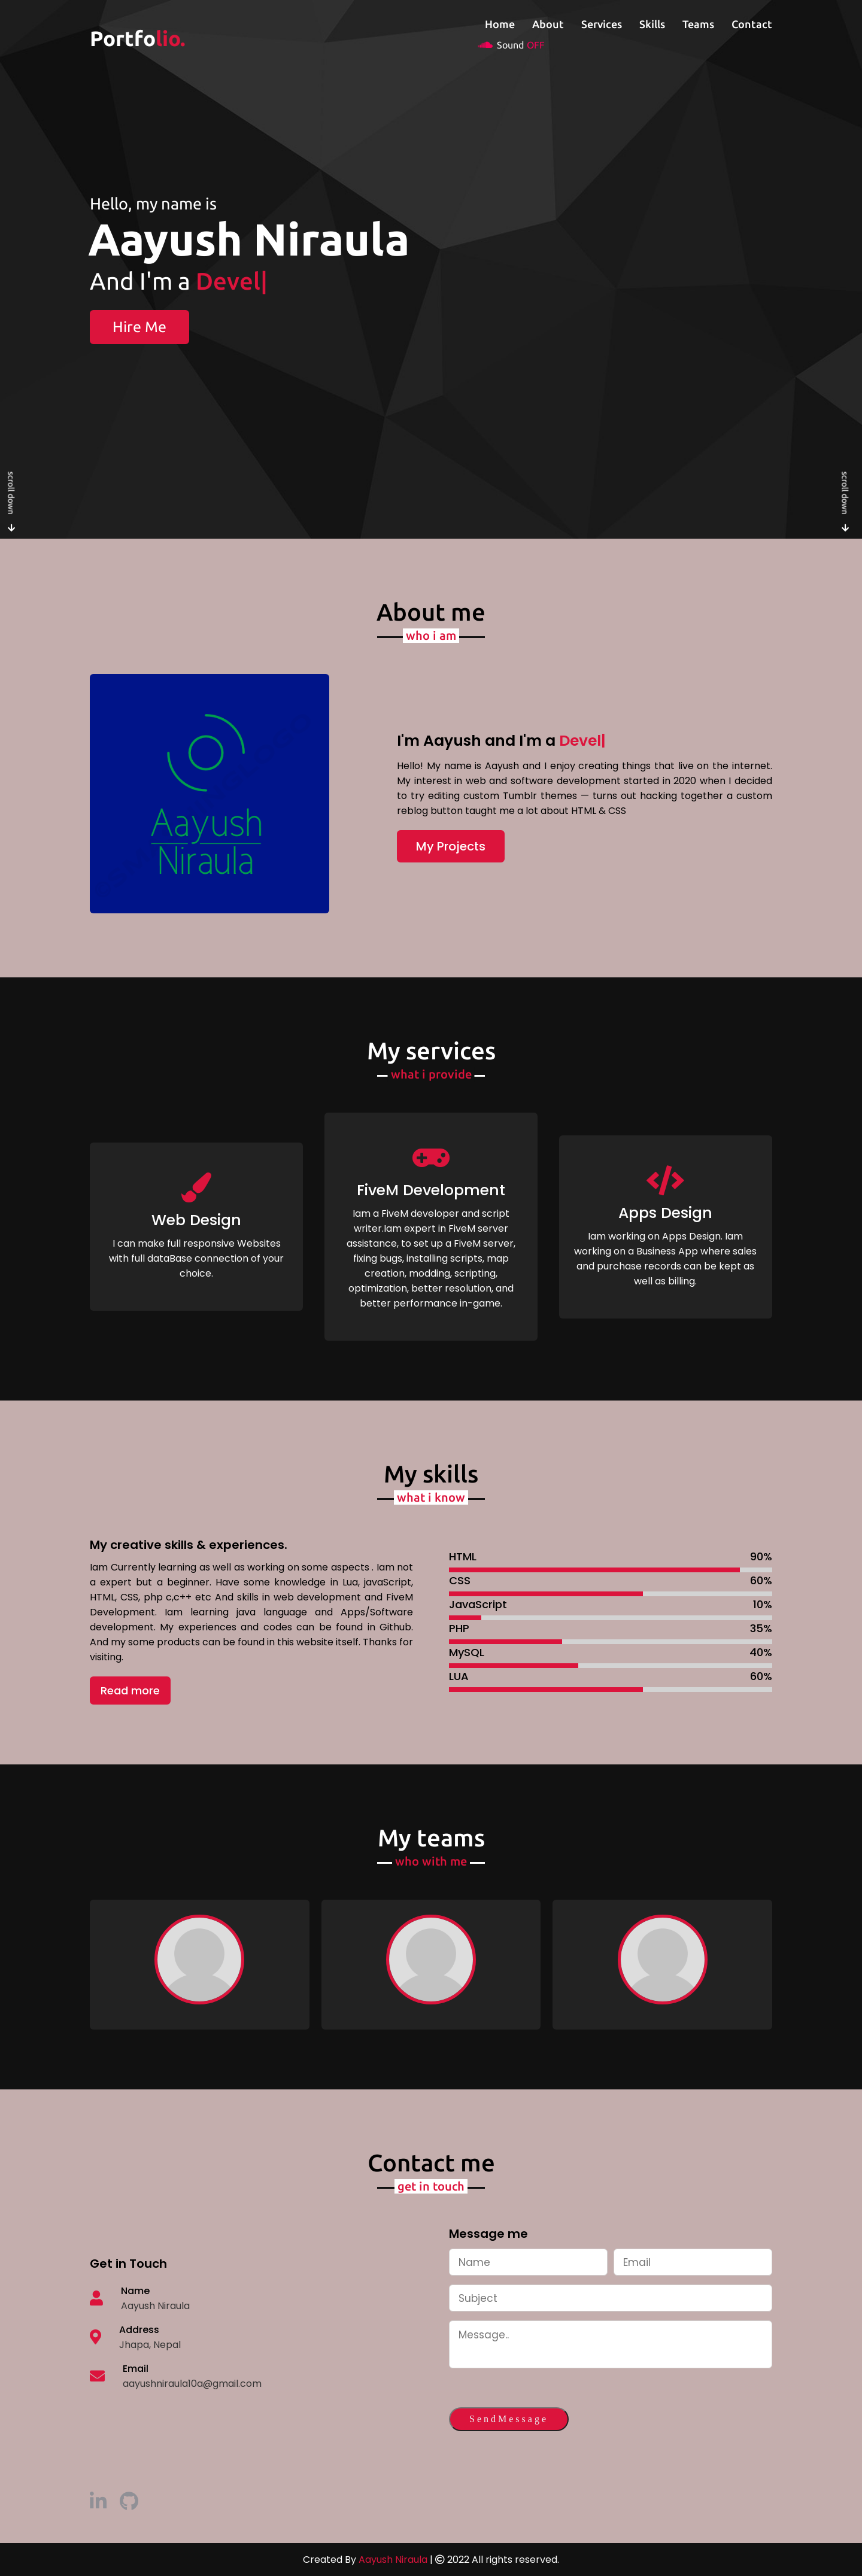 Portfolio.
Home About Services Skills Teams Contact
Sound OFF
Hello, my name is
Aayush Niraula
And I'm a Devel|
Hire Me
scroll down
scroll down
About me
who i am
Aayush
Niraula
I'm Aayush and I'm a Devel|
Hello! My name is Aayush and I enjoy creating things that live on the internet.
My interest in web and software development started in 2020 when I decided
to try editing custom Tumblr themes — turns out hacking together a custom
reblog button taught me a lot about HTML & CSS
My Projects
My services
what i provide
Web Design
I can make full responsive Websites
with full dataBase connection of your
choice.
FiveM Development
Iam a FiveM developer and script
writer.Iam expert in FiveM server
assistance, to set up a FiveM server,
fixing bugs, installing scripts, map
creation, modding, scripting,
optimization, better resolution, and
better performance in-game.
Apps Design
Iam working on Apps Design. Iam
working on a Business App where sales
and purchase records can be kept as
well as billing.
My skills
what i know
My creative skills & experiences.
Iam Currently learning as well as working on some aspects . Iam not
a expert but a beginner. Have some knowledge in Lua, javaScript,
HTML, CSS, php c,c++ etc And skills in web development and FiveM
Development. Iam learning java language and Apps/Software
development. My experiences and codes can be found in Github.
And my some products can be found in this website itself. Thanks for
visiting.
Read more
HTML 90%
CSS 60%
JavaScript 10%
PHP 35%
MySQL 40%
LUA 60%
My teams
who with me
Contact me
get in touch
Get in Touch
Name
Aayush Niraula
Address
Jhapa, Nepal
Email
aayushniraula10a@gmail.com
Message me
Name Email
Subject
Message..
SendMessage
Created By Aayush Niraula | © 2022 All rights reserved.